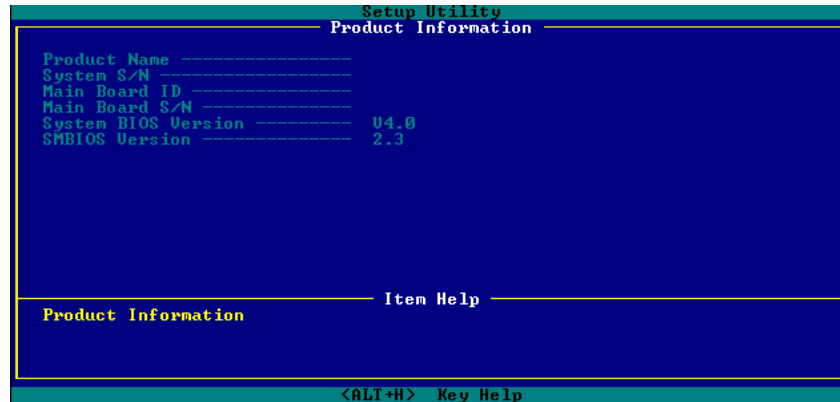 Setup Utility
Product Information
Product Name ----------------
System S/N ------------------
Main Board ID ---------------
Main Board S/N --------------
System BIOS Version --------- V4.0
SMBIOS Version -------------- 2.3
Item Help
Product Information
<ALT+H> Key Help